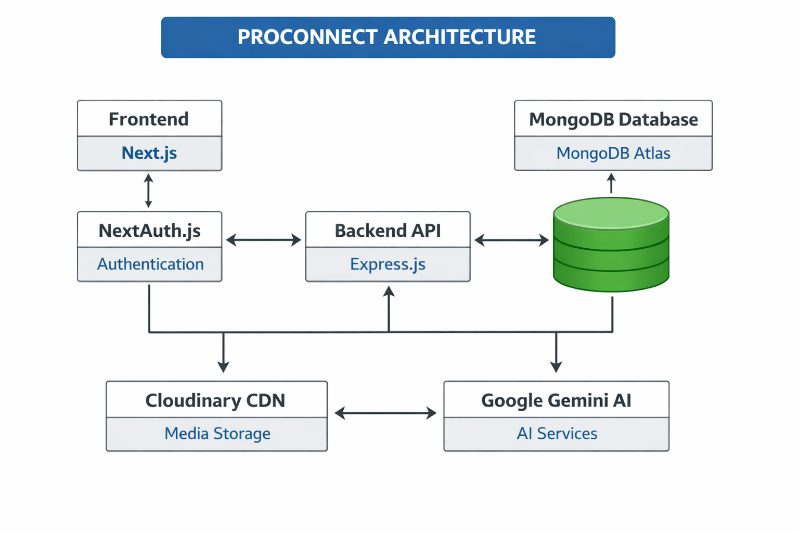 PROCONNECT ARCHITECTURE
Frontend
Next.js
MongoDB Database
MongoDB Atlas
NextAuth.js
Authentication
Backend API
Express.js
Cloudinary CDN
Media Storage
Google Gemini AI
AI Services